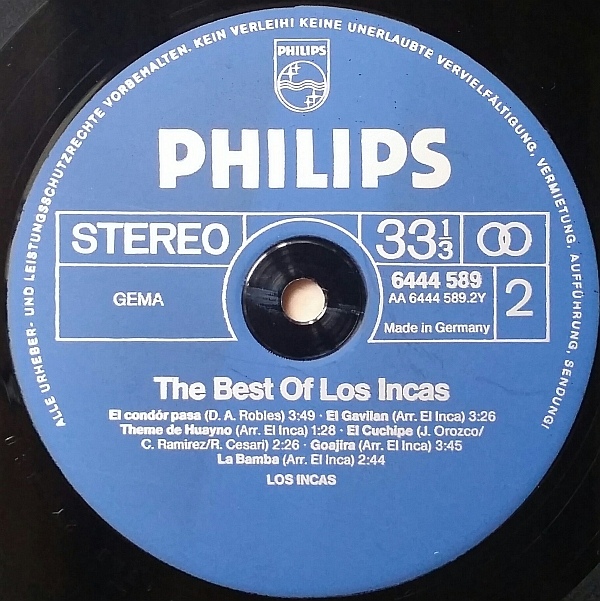 ALLE URHEBER- UND LEISTUNGSSCHUTZRECHTE VORBEHALTEN. KEIN VERLEIH! KEINE UNERLAUBTE VERVIELFÄLTIGUNG, VERMIETUNG, AUFFÜHRUNG, SENDUNG!
PHILIPS
PHILIPS
STEREO
33 1/3
GEMA
6444 589
AA 6444 589.2Y
2
Made in Germany
The Best Of Los Incas
El condór pasa (D. A. Robles) 3:49 · El Gavilan (Arr. El Inca) 3:26
Theme de Huayno (Arr. El Inca) 1:28 · El Cuchipe (J. Orozco/
C. Ramirez/R. Cesari) 2:26 · Goajira (Arr. El Inca) 3:45
La Bamba (Arr. El Inca) 2:44
LOS INCAS